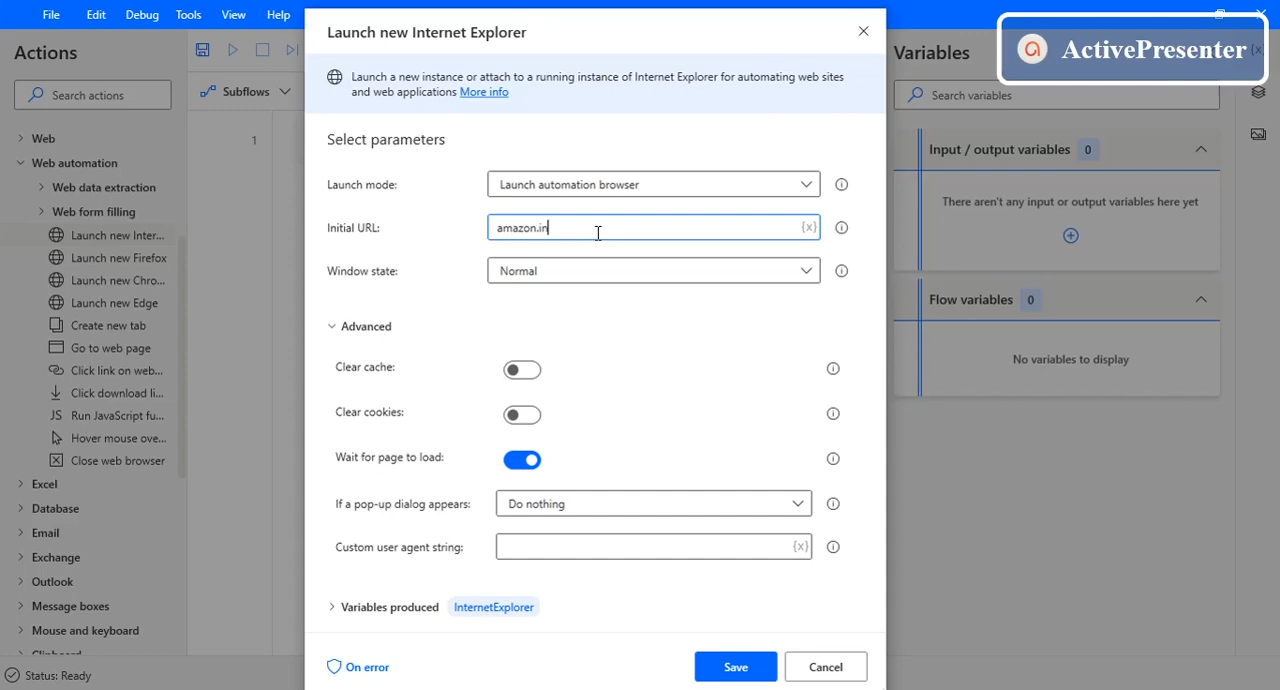 File Edit Debug Tools View Help
Actions
Search actions
Web
Web automation
Web data extraction
Web form filling
Launch new Inter...
Launch new Firefox
Launch new Chro...
Launch new Edge
Create new tab
Go to web page
Click link on web...
Click download li...
JS Run JavaScript fu...
Hover mouse ove...
Close web browser
Excel
Database
Email
Exchange
Outlook
Message boxes
Mouse and keyboard
Status: Ready
Subflows
1
Launch new Internet Explorer
Launch a new instance or attach to a running instance of Internet Explorer for automating web sites
and web applications More info
Select parameters
Launch mode: Launch automation browser
Initial URL: amazon.in {x}
Window state: Normal
Advanced
Clear cache:
Clear cookies:
Wait for page to load:
If a pop-up dialog appears: Do nothing
Custom user agent string: {x}
Variables produced InternetExplorer
On error Save Cancel
ActivePresenter
Variables
Search variables
Input / output variables 0
There aren't any input or output variables here yet
Flow variables 0
No variables to display